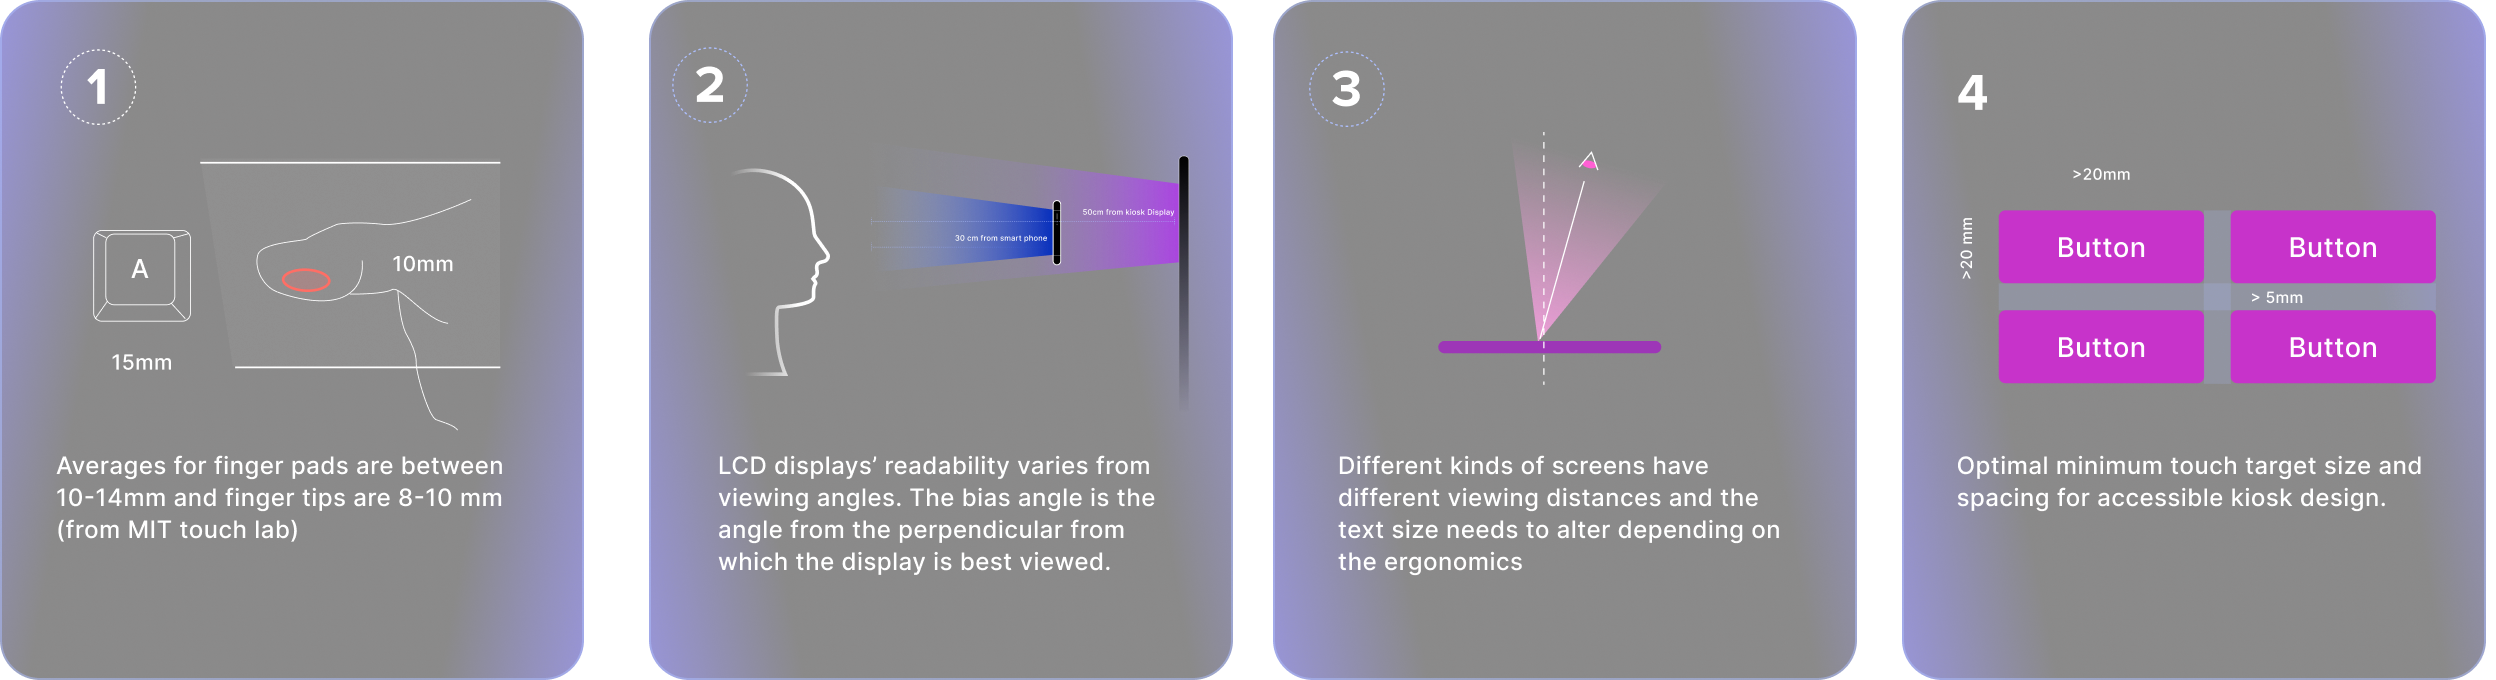 1
A
10mm
15mm
Averages for finger pads are between
10-14mm and finger tips are 8-10 mm
(from MIT touch lab)
2
50cm from kiosk Display
30 cm from smart phone
LCD displays’ readability varies from
viewing angles. The bias angle is the
angle from the perpendicular from
which the display is best viewed.
3
Different kinds of screens have
different viewing distances and the
text size needs to alter depending on
the ergonomics
4
>20mm
>20 mm
Button
Button
> 5mm
Button
Button
Optimal minimum touch target size and
spacing for accessible kiosk design.